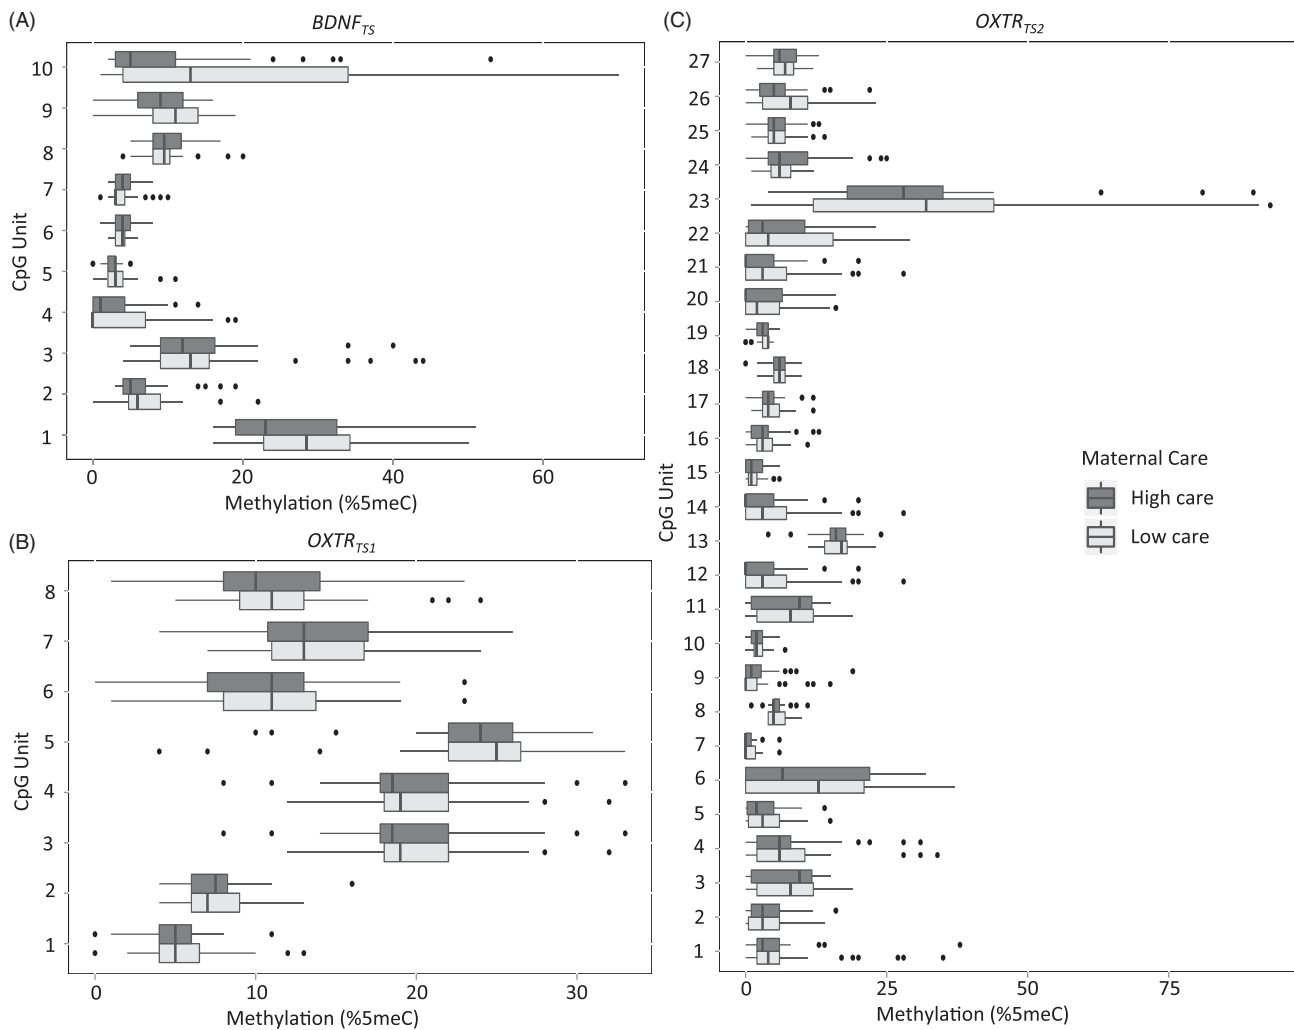 (A)
BDNF_TS
10
9
8
7
6
5
4
3
2
1
CpG Unit
0 20 40 60
Methylation (%5meC)
(B)
OXTR_TS1
8
7
6
5
4
3
2
1
CpG Unit
0 10 20 30
Methylation (%5meC)
(C)
OXTR_TS2
27
26
25
24
23
22
21
20
19
18
17
16
15
14
13
12
11
10
9
8
7
6
5
4
3
2
1
CpG Unit
0 25 50 75
Methylation (%5meC)
Maternal Care
High care
Low care